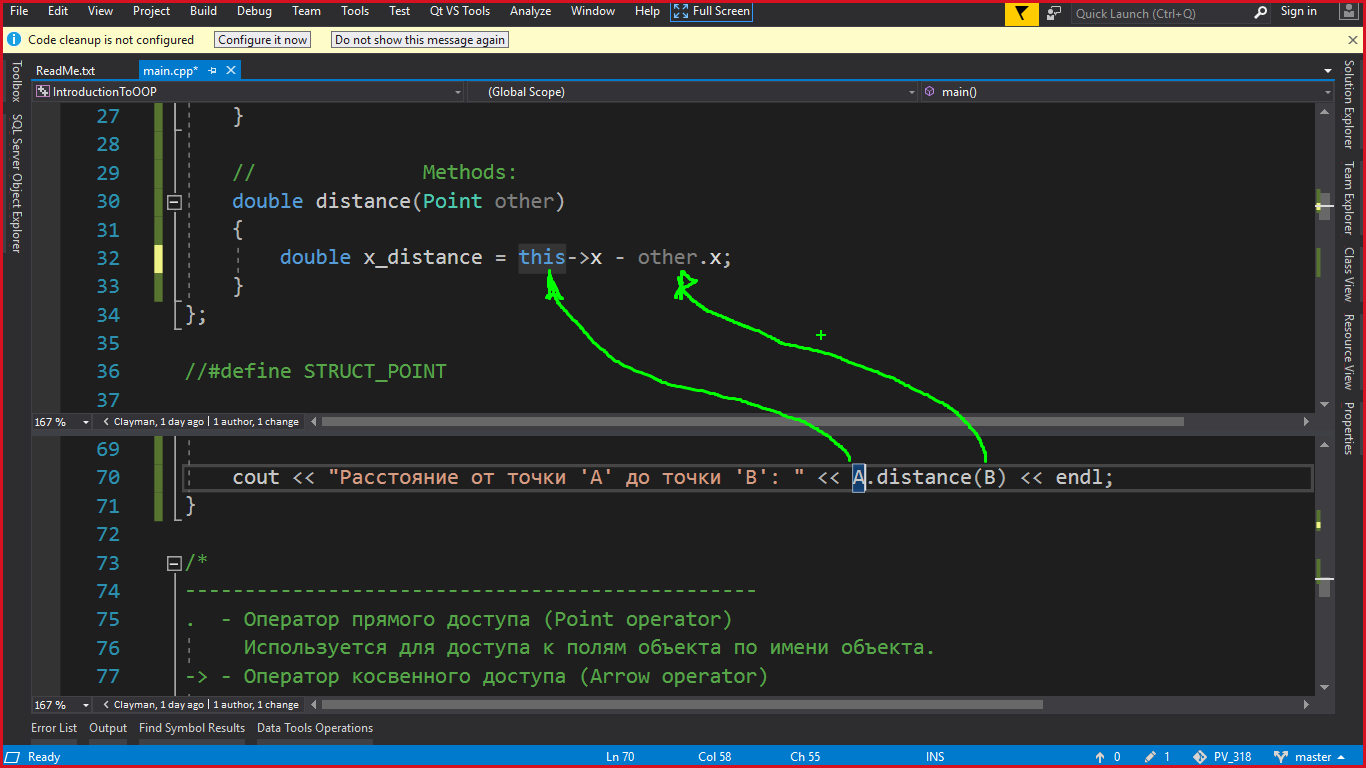 File Edit View Project Build Debug Team Tools Test Qt VS Tools Analyze Window Help Full Screen Quick Launch (Ctrl+Q) Sign in
Code cleanup is not configured Configure it now Do not show this message again
ReadMe.txt main.cpp*
IntroductionToOOP (Global Scope) main()
Toolbox
SQL Server Object Explorer
27 }
28
29 // Methods:
30 double distance(Point other)
31 {
32 double x_distance = this->x - other.x;
33 }
34 };
35
36 //#define STRUCT_POINT
37
167 % Clayman, 1 day ago | 1 author, 1 change
69
70 cout << "Расстояние от точки 'A' до точки 'B': " << A.distance(B) << endl;
71 }
72
73 /*
74 ------------------------------------------------
75 . - Оператор прямого доступа (Point operator)
76 Используется для доступа к полям объекта по имени объекта.
77 -> - Оператор косвенного доступа (Arrow operator)
167 % Clayman, 1 day ago | 1 author, 1 change
Solution Explorer
Team Explorer
Class View
Resource View
Properties
Error List Output Find Symbol Results Data Tools Operations
Ready Ln 70 Col 58 Ch 55 INS 0 1 PV_318 master